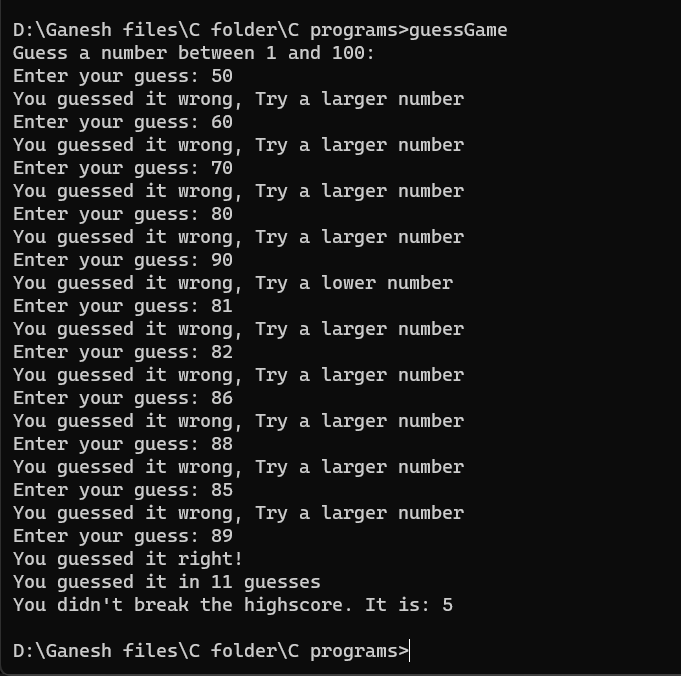 D:\Ganesh files\C folder\C programs>guessGame
Guess a number between 1 and 100:
Enter your guess: 50
You guessed it wrong, Try a larger number
Enter your guess: 60
You guessed it wrong, Try a larger number
Enter your guess: 70
You guessed it wrong, Try a larger number
Enter your guess: 80
You guessed it wrong, Try a larger number
Enter your guess: 90
You guessed it wrong, Try a lower number
Enter your guess: 81
You guessed it wrong, Try a larger number
Enter your guess: 82
You guessed it wrong, Try a larger number
Enter your guess: 86
You guessed it wrong, Try a larger number
Enter your guess: 88
You guessed it wrong, Try a larger number
Enter your guess: 85
You guessed it wrong, Try a larger number
Enter your guess: 89
You guessed it right!
You guessed it in 11 guesses
You didn't break the highscore. It is: 5
D:\Ganesh files\C folder\C programs>